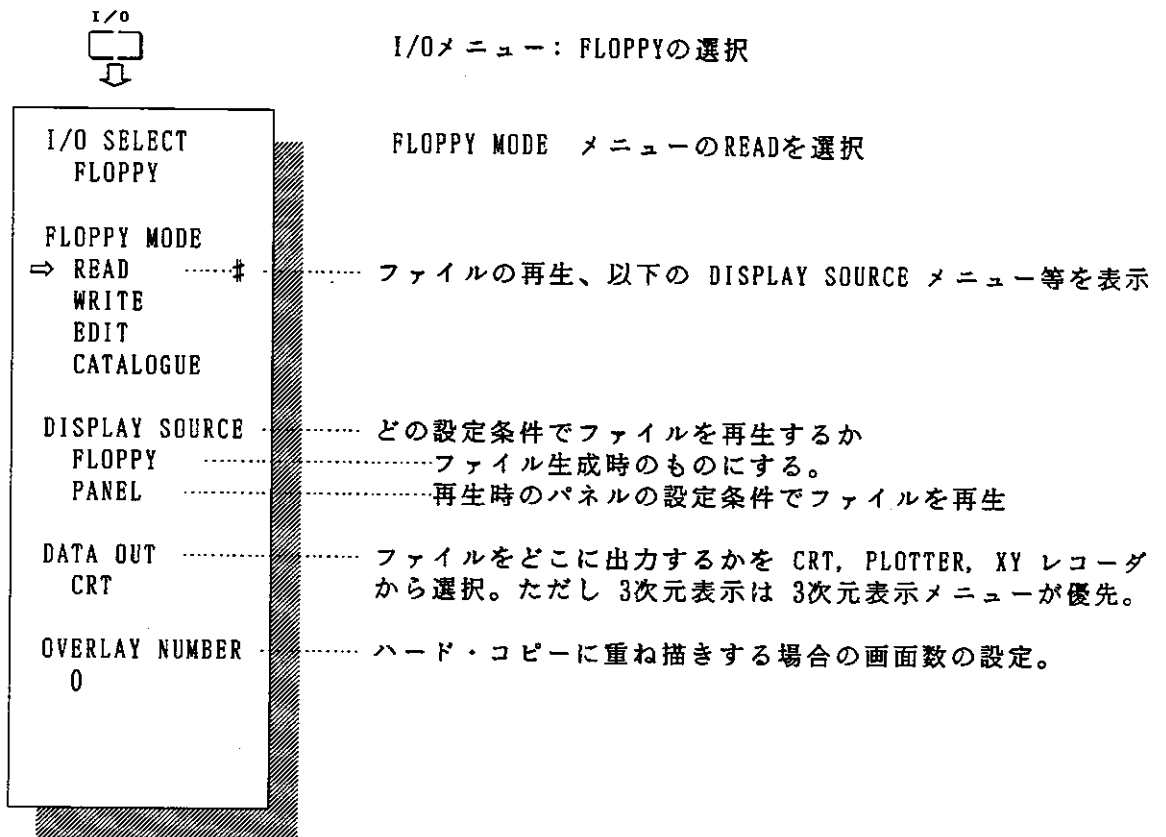 I/O
I/Oメニュー: FLOPPYの選択
I/O SELECT
FLOPPY
FLOPPY MODE メニューのREADを選択
FLOPPY MODE
⇒ READ ……# ……… ファイルの再生、以下の DISPLAY SOURCE メニュー等を表示
WRITE
EDIT
CATALOGUE
DISPLAY SOURCE ……… どの設定条件でファイルを再生するか
FLOPPY ………ファイル生成時のものにする。
PANEL ………再生時のパネルの設定条件でファイルを再生
DATA OUT ……… ファイルをどこに出力するかを CRT, PLOTTER, XY レコーダ
CRT から選択。ただし 3次元表示は 3次元表示メニューが優先。
OVERLAY NUMBER ……… ハード・コピーに重ね描きする場合の画面数の設定。
0